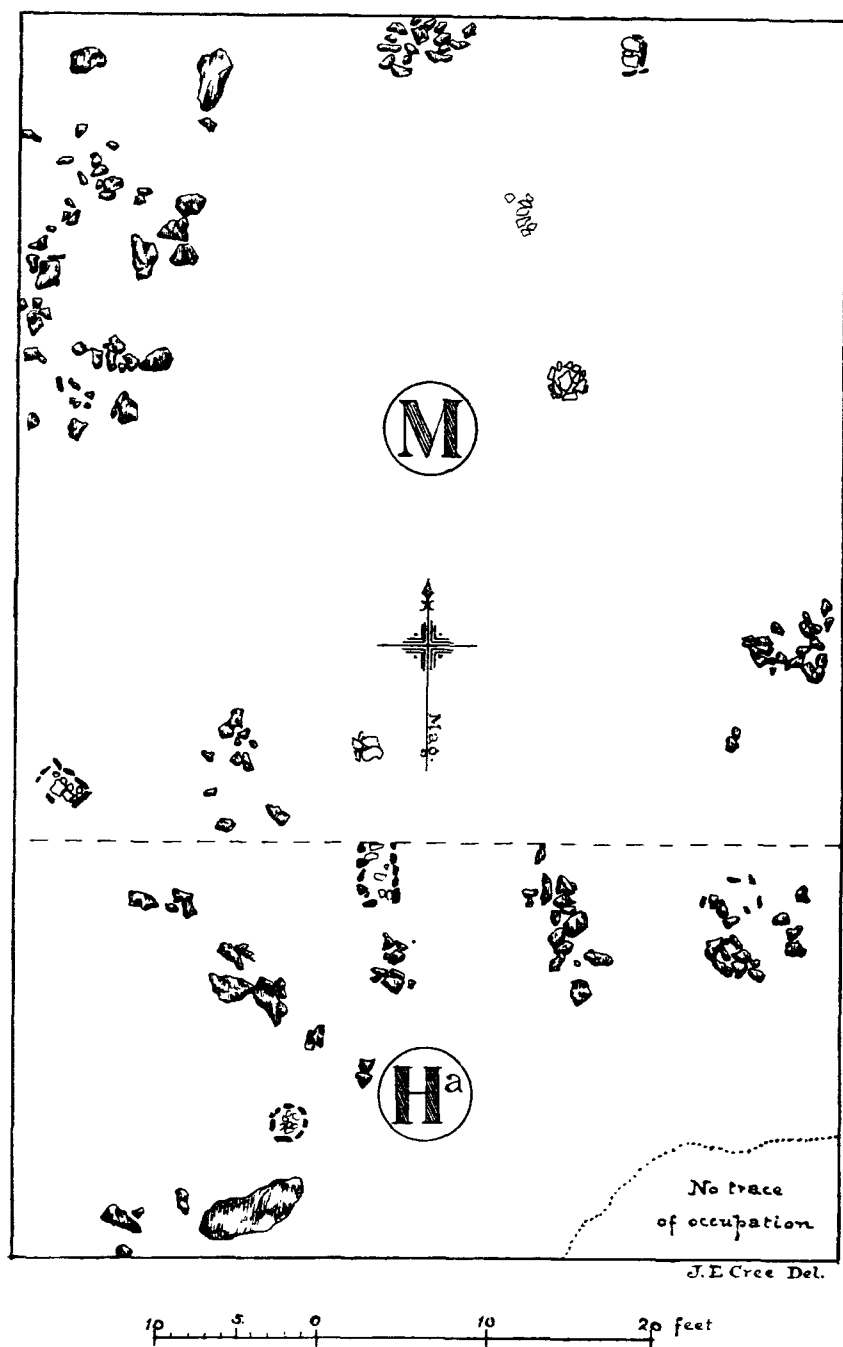 M
Mag.
Ha
No trace
of occupation
J. E Cree Del.
10 5. 0 10 20 feet